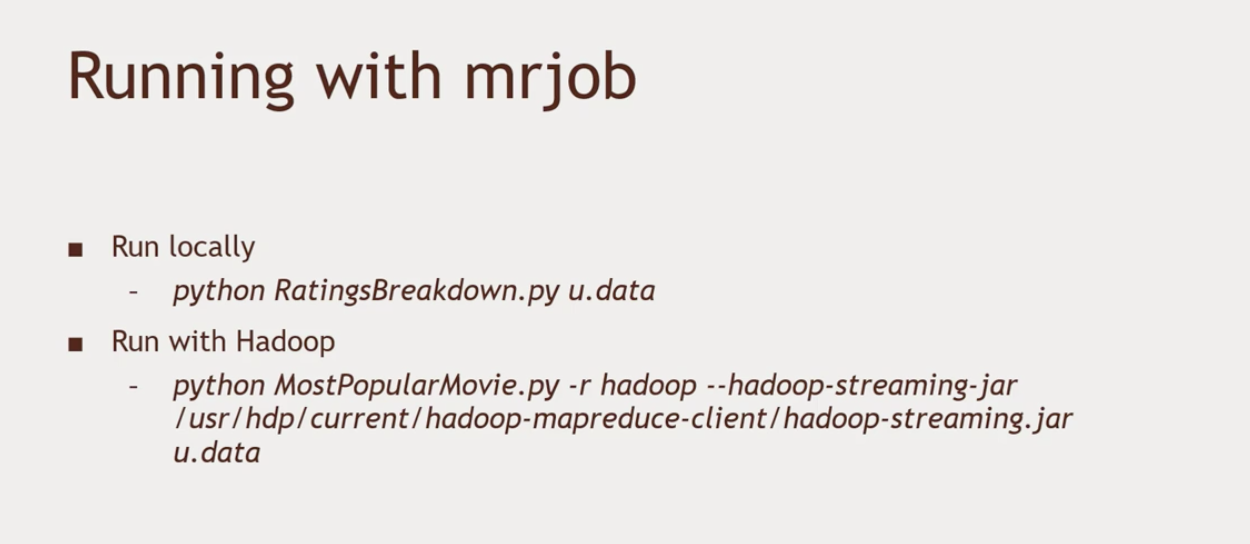 Running with mrjob
■ Run locally
– python RatingsBreakdown.py u.data
■ Run with Hadoop
– python MostPopularMovie.py -r hadoop --hadoop-streaming-jar
/usr/hdp/current/hadoop-mapreduce-client/hadoop-streaming.jar
u.data